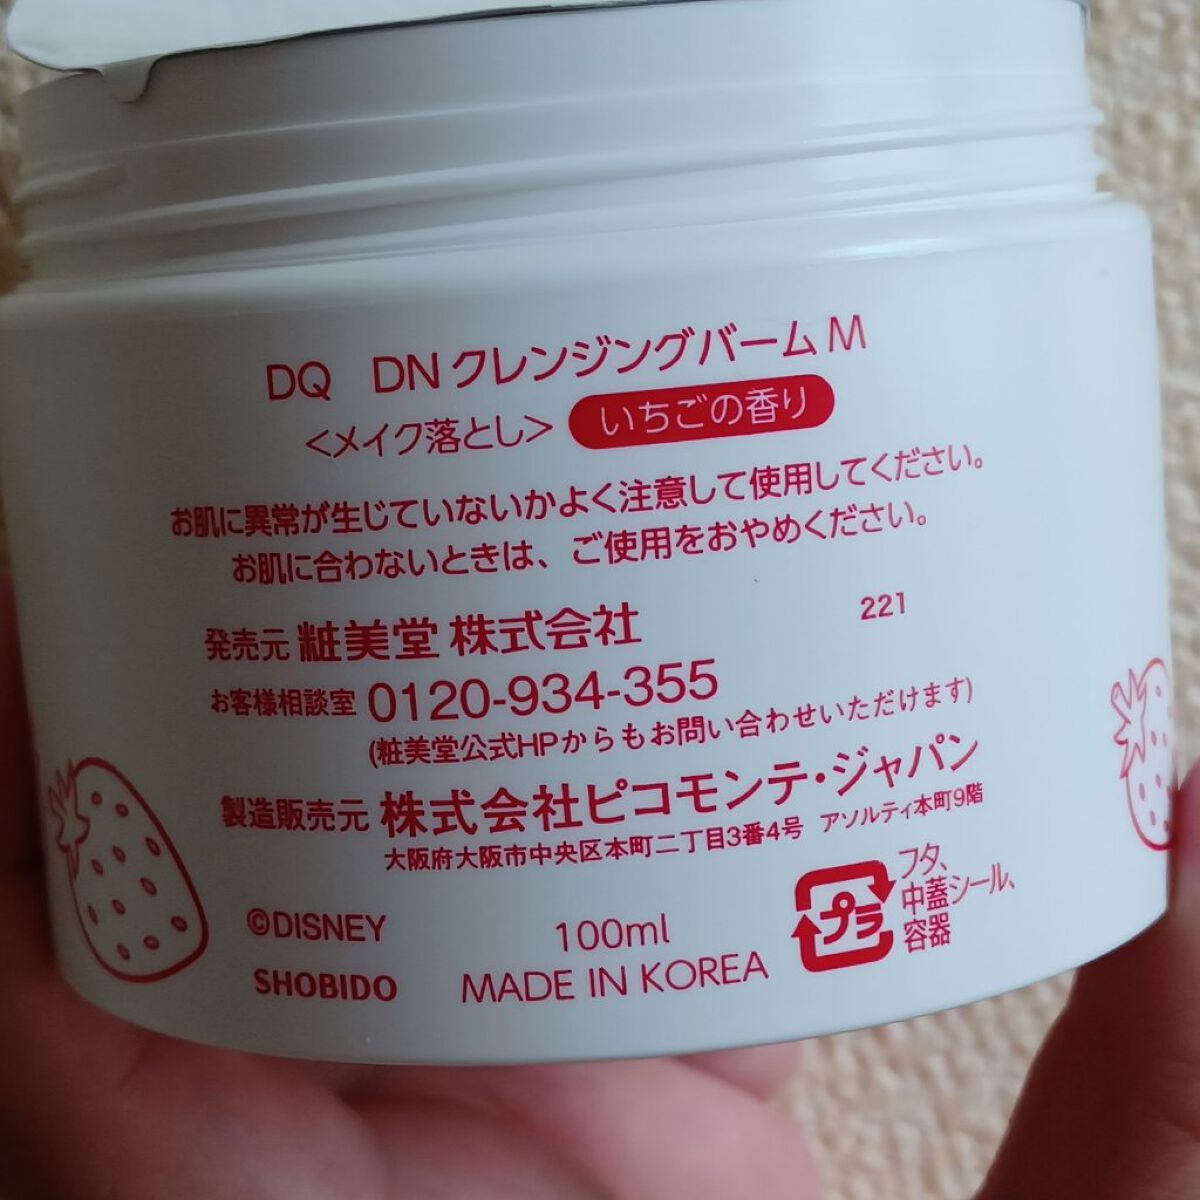 DQ DNクレンジングバームM
<メイク落とし> いちごの香り
お肌に異常が生じていないかよく注意して使用してください。
お肌に合わないときは、ご使用をおやめください。
221
発売元 粧美堂 株式会社
お客様相談室 0120-934-355
(粧美堂公式HPからもお問い合わせいただけます)
製造販売元 株式会社ピコモンテ・ジャパン
大阪府大阪市中央区本町二丁目3番4号 アソルティ本町9階
©DISNEY
SHOBIDO
100ml
MADE IN KOREA
プラ
フタ、
中蓋シール、
容器